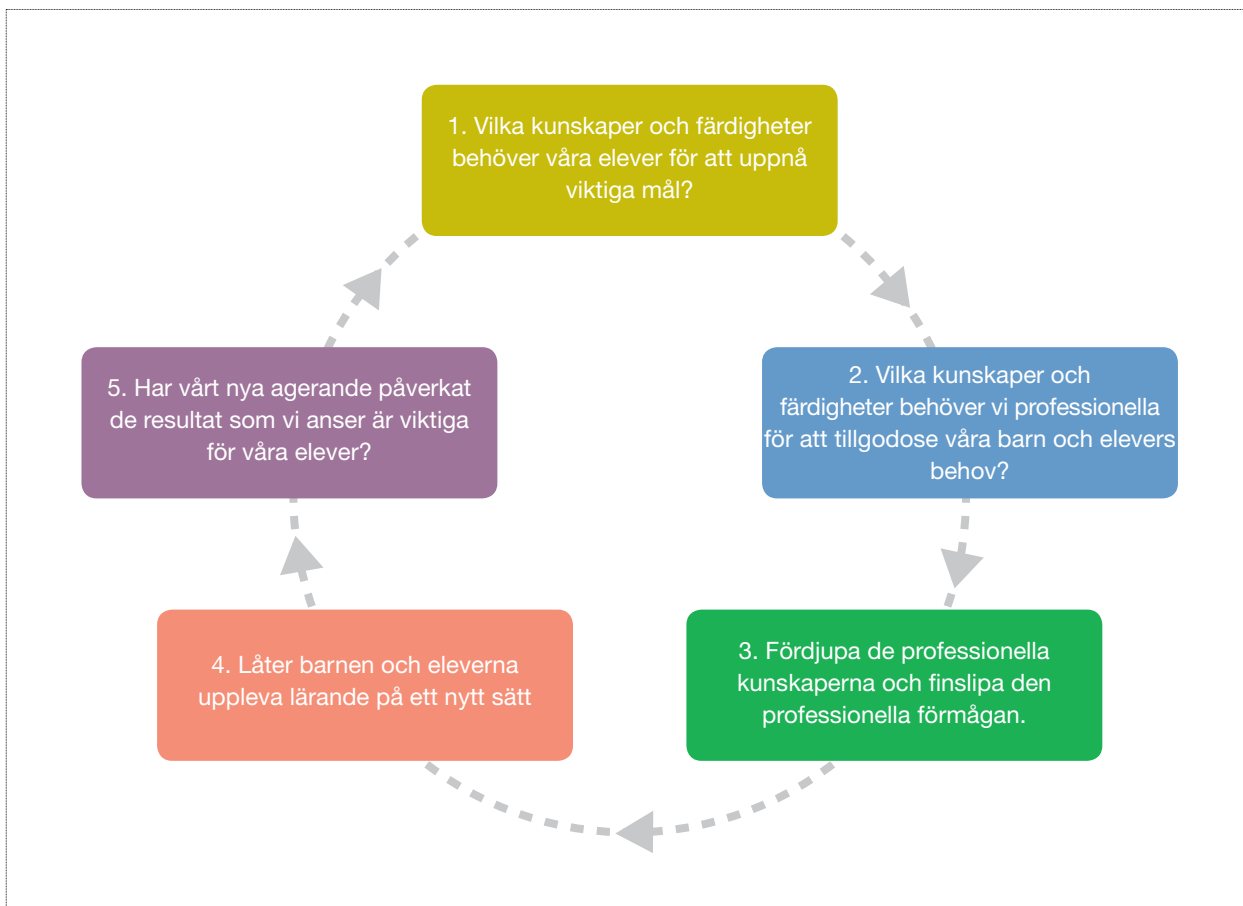 1. Vilka kunskaper och färdigheter
behöver våra elever för att uppnå
viktiga mål?
2. Vilka kunskaper och
färdigheter behöver vi professionella
för att tillgodose våra barn och elevers
behov?
3. Fördjupa de professionella
kunskaperna och finslipa den
professionella förmågan.
4. Låter barnen och eleverna
uppleva lärande på ett nytt sätt
5. Har vårt nya agerande påverkat
de resultat som vi anser är viktiga
för våra elever?